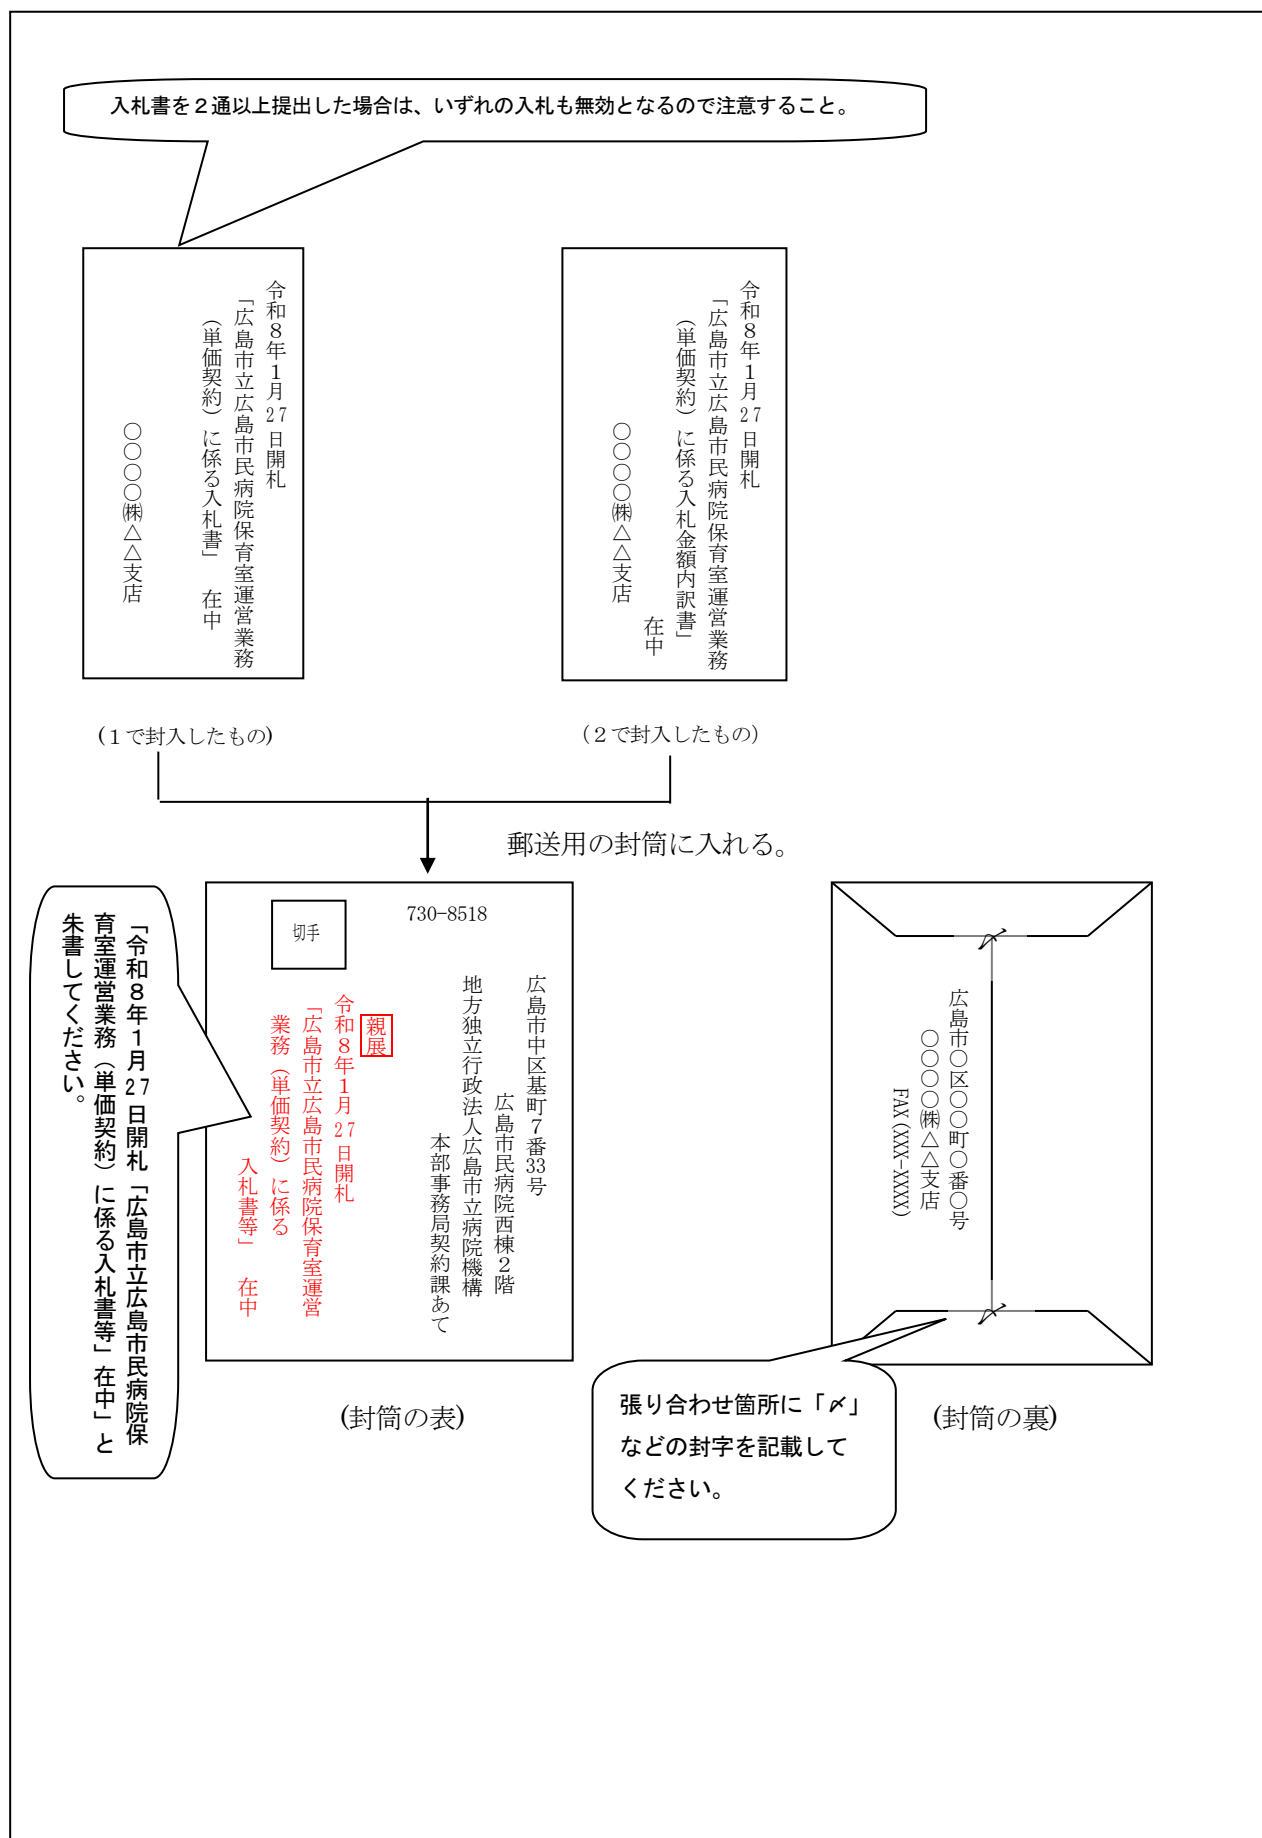 入札書を２通以上提出した場合は、いずれの入札も無効となるので注意すること。
令和８年１月27日開札
「広島市立広島市民病院保育室運営業務
（単価契約）に係る入札書」　在中
〇〇〇〇㈱△△支店
(１で封入したもの)
令和８年１月27日開札
「広島市立広島市民病院保育室運営業務
（単価契約）に係る入札金額内訳書」
在中
〇〇〇〇㈱△△支店
（２で封入したもの）
郵送用の封筒に入れる。
「令和８年１月27日開札「広島市立広島市民病院保
育室運営業務（単価契約）に係る入札書等」在中」と
朱書してください。
切手
730-8518
広島市中区基町７番33号
広島市民病院西棟２階
地方独立行政法人広島市立病院機構
本部事務局契約課あて
親展
令和８年１月27日開札
「広島市立広島市民病院保育室運営
業務（単価契約）に係る
入札書等」　在中
(封筒の表)
〆
広島市〇区〇〇町〇番〇号
〇〇〇〇㈱△△支店
FAX(XXX-XXXX)
〆
張り合わせ箇所に「〆」
などの封字を記載して
ください。
(封筒の裏)